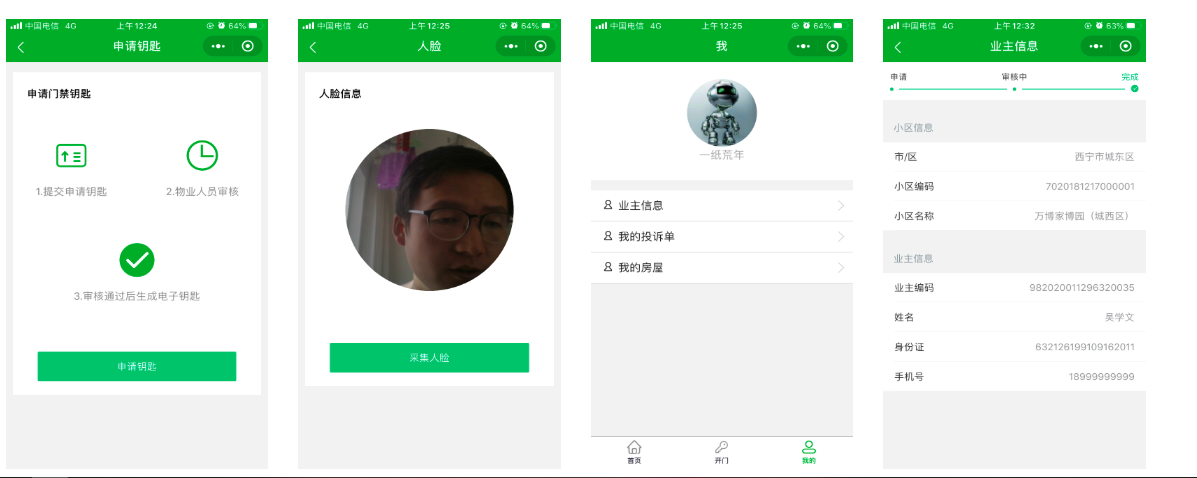 中国电信 4G 上午12:24 64%
申请钥匙
申请门禁钥匙
1.提交申请钥匙
2.物业人员审核
3.审核通过后生成电子钥匙
申请钥匙
中国电信 4G 上午12:25 64%
人脸
人脸信息
采集人脸
中国电信 4G 上午12:25 64%
我
一纸荒年
业主信息
我的投诉单
我的房屋
首页 开门 我的
中国电信 4G 上午12:32 63%
业主信息
申请 审核中 完成
小区信息
市/区 西宁市城东区
小区编码 7020181217000001
小区名称 万博家博园（城西区）
业主信息
业主编码 982020011296320035
姓名 吴学文
身份证 632126199109162011
手机号 18999999999